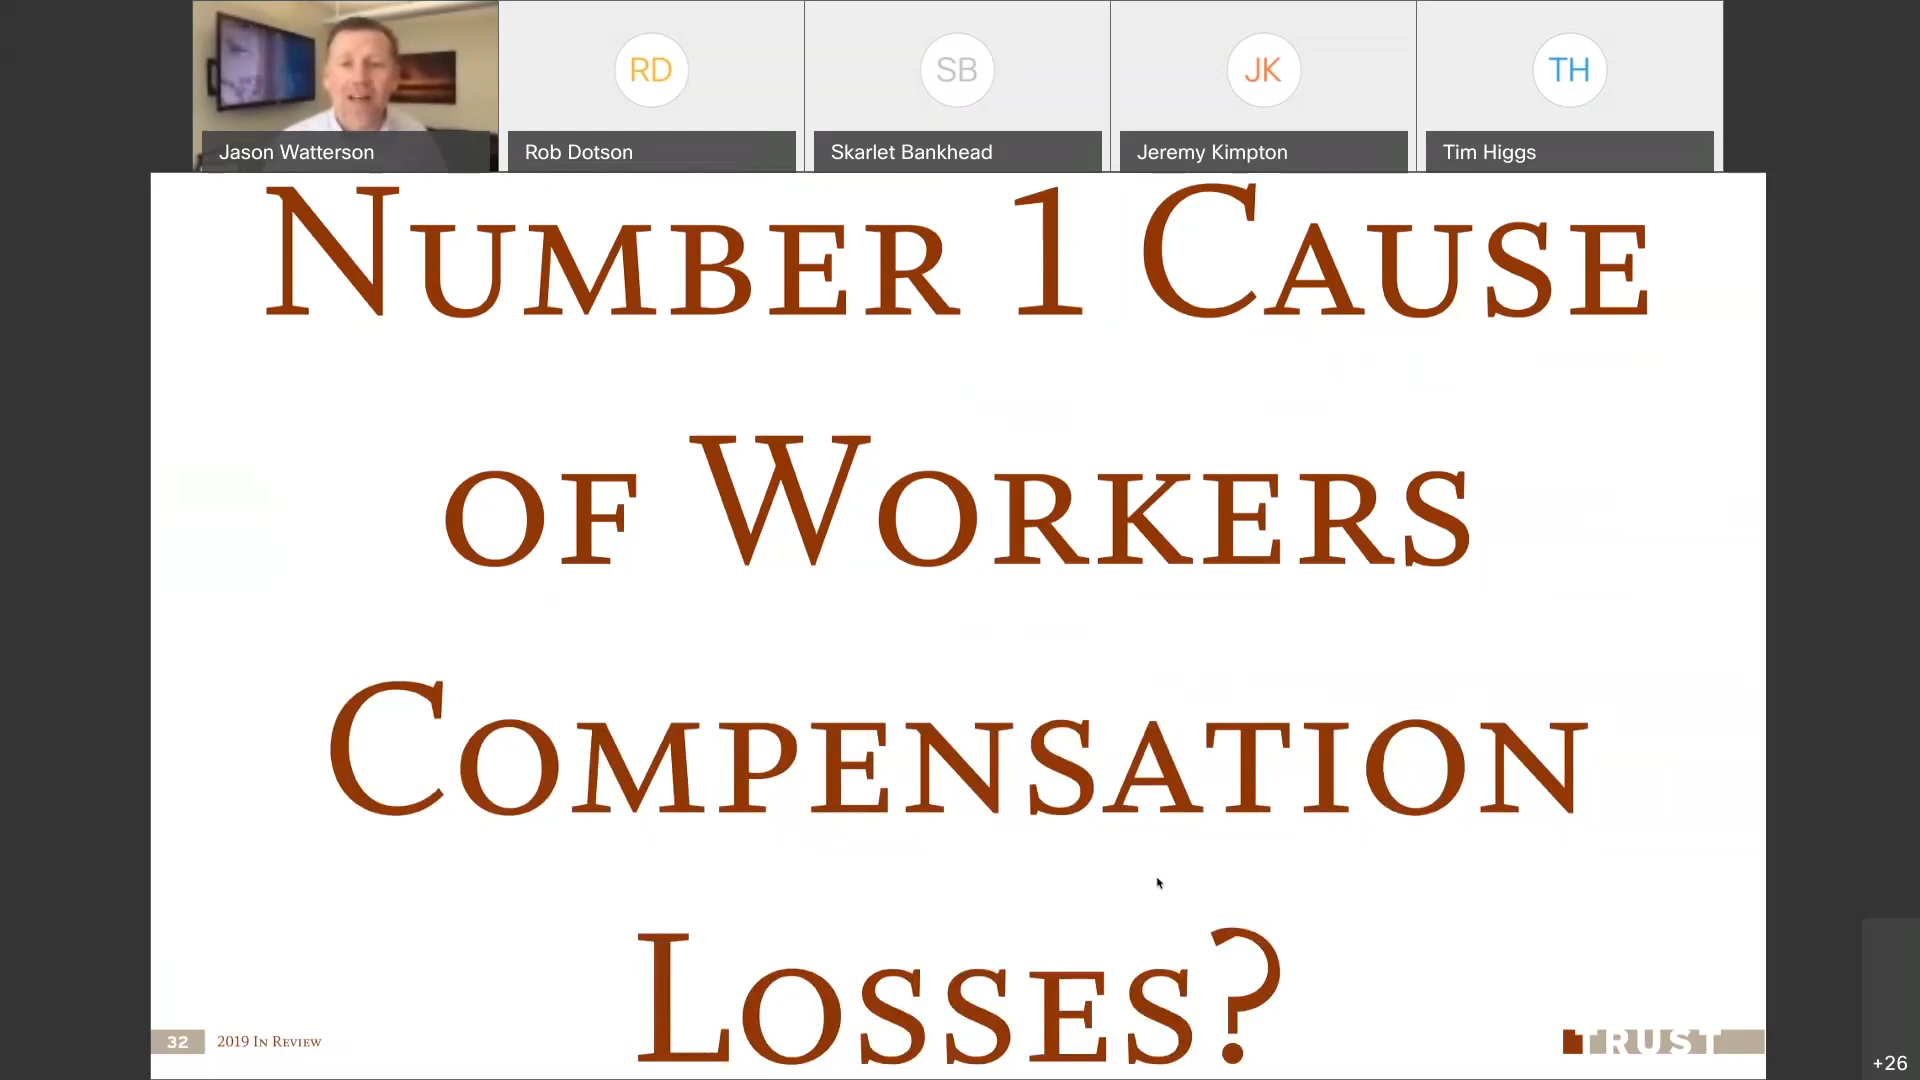 RD
SB
JK
TH
Jason Watterson
Rob Dotson
Skarlet Bankhead
Jeremy Kimpton
Tim Higgs
Number 1 Cause
of Workers
Compensation
Losses?
32
2019 In Review
TRUST
+26